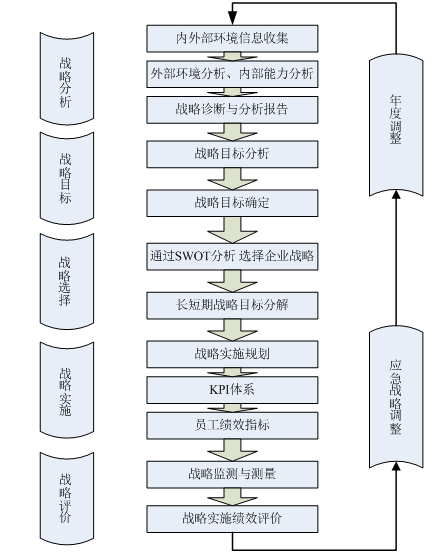 战略分析
战略目标
战略选择
战略实施
战略评价
内外部环境信息收集
外部环境分析、内部能力分析
战略诊断与分析报告
战略目标分析
战略目标确定
通过SWOT分析 选择企业战略
长短期战略目标分解
战略实施规划
KPI体系
员工绩效指标
战略监测与测量
战略实施绩效评价
年度调整
应急战略调整